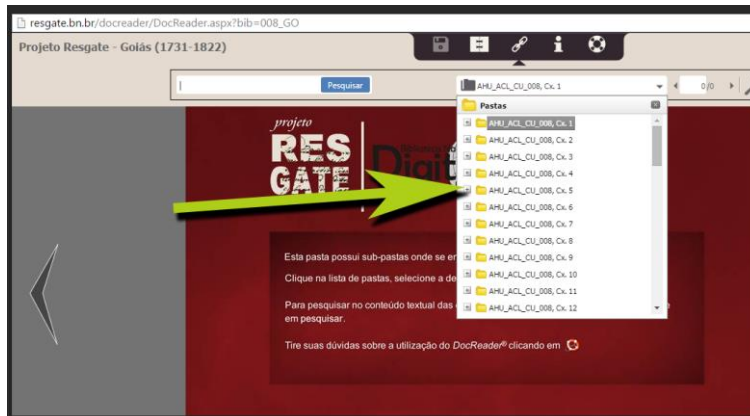 resgate.bn.br/docreader/DocReader.aspx?bib=008_GO
Projeto Resgate - Goiás (1731-1822)
Pesquisar
AHU_ACL_CU_008, Cx. 1
0/0
Pastas
AHU_ACL_CU_008, Cx. 1
AHU_ACL_CU_008, Cx. 2
AHU_ACL_CU_008, Cx. 3
AHU_ACL_CU_008, Cx. 4
AHU_ACL_CU_008, Cx. 5
AHU_ACL_CU_008, Cx. 6
AHU_ACL_CU_008, Cx. 7
AHU_ACL_CU_008, Cx. 8
AHU_ACL_CU_008, Cx. 9
AHU_ACL_CU_008, Cx. 10
AHU_ACL_CU_008, Cx. 11
AHU_ACL_CU_008, Cx. 12
projeto
RES
GATE
Digit
Esta pasta possui sub-pastas onde se
Clique na lista de pastas, selecione a
Para pesquisar no conteúdo textual das
em pesquisar.
Tire suas dúvidas sobre a utilização do DocReader® clicando em